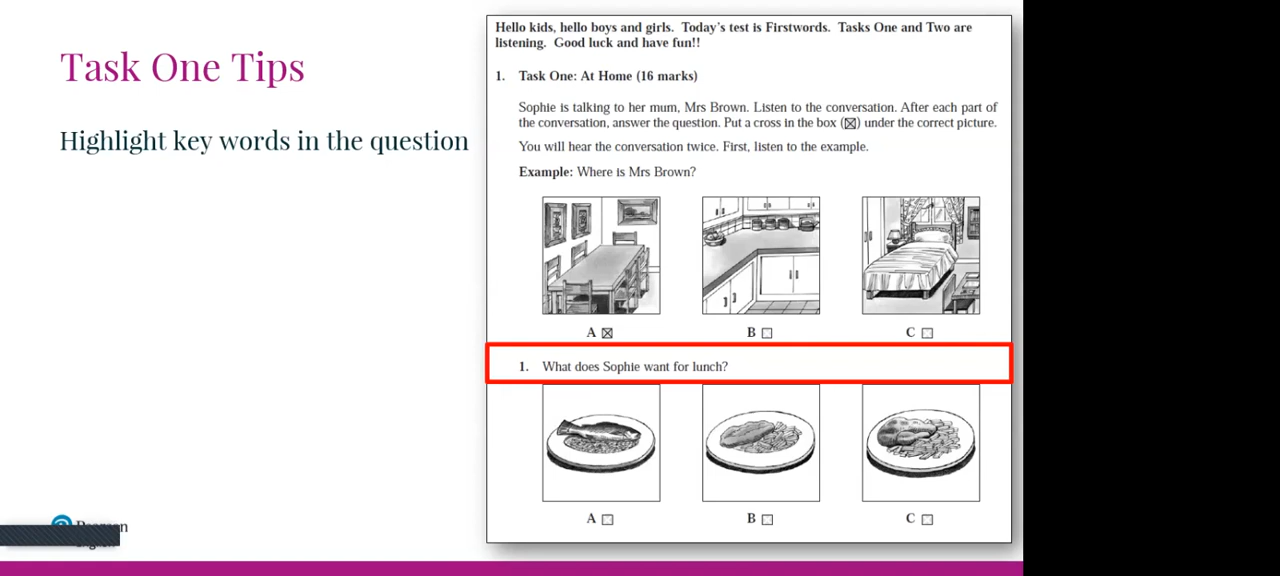 Task One Tips
Highlight key words in the question
Hello kids, hello boys and girls. Today's test is Firstwords. Tasks One and Two are
listening. Good luck and have fun!!
1. Task One: At Home (16 marks)
Sophie is talking to her mum, Mrs Brown. Listen to the conversation. After each part of
the conversation, answer the question. Put a cross in the box (☒) under the correct picture.
You will hear the conversation twice. First, listen to the example.
Example: Where is Mrs Brown?
A ☒ B ☐ C ☐
1. What does Sophie want for lunch?
A ☐ B ☐ C ☐